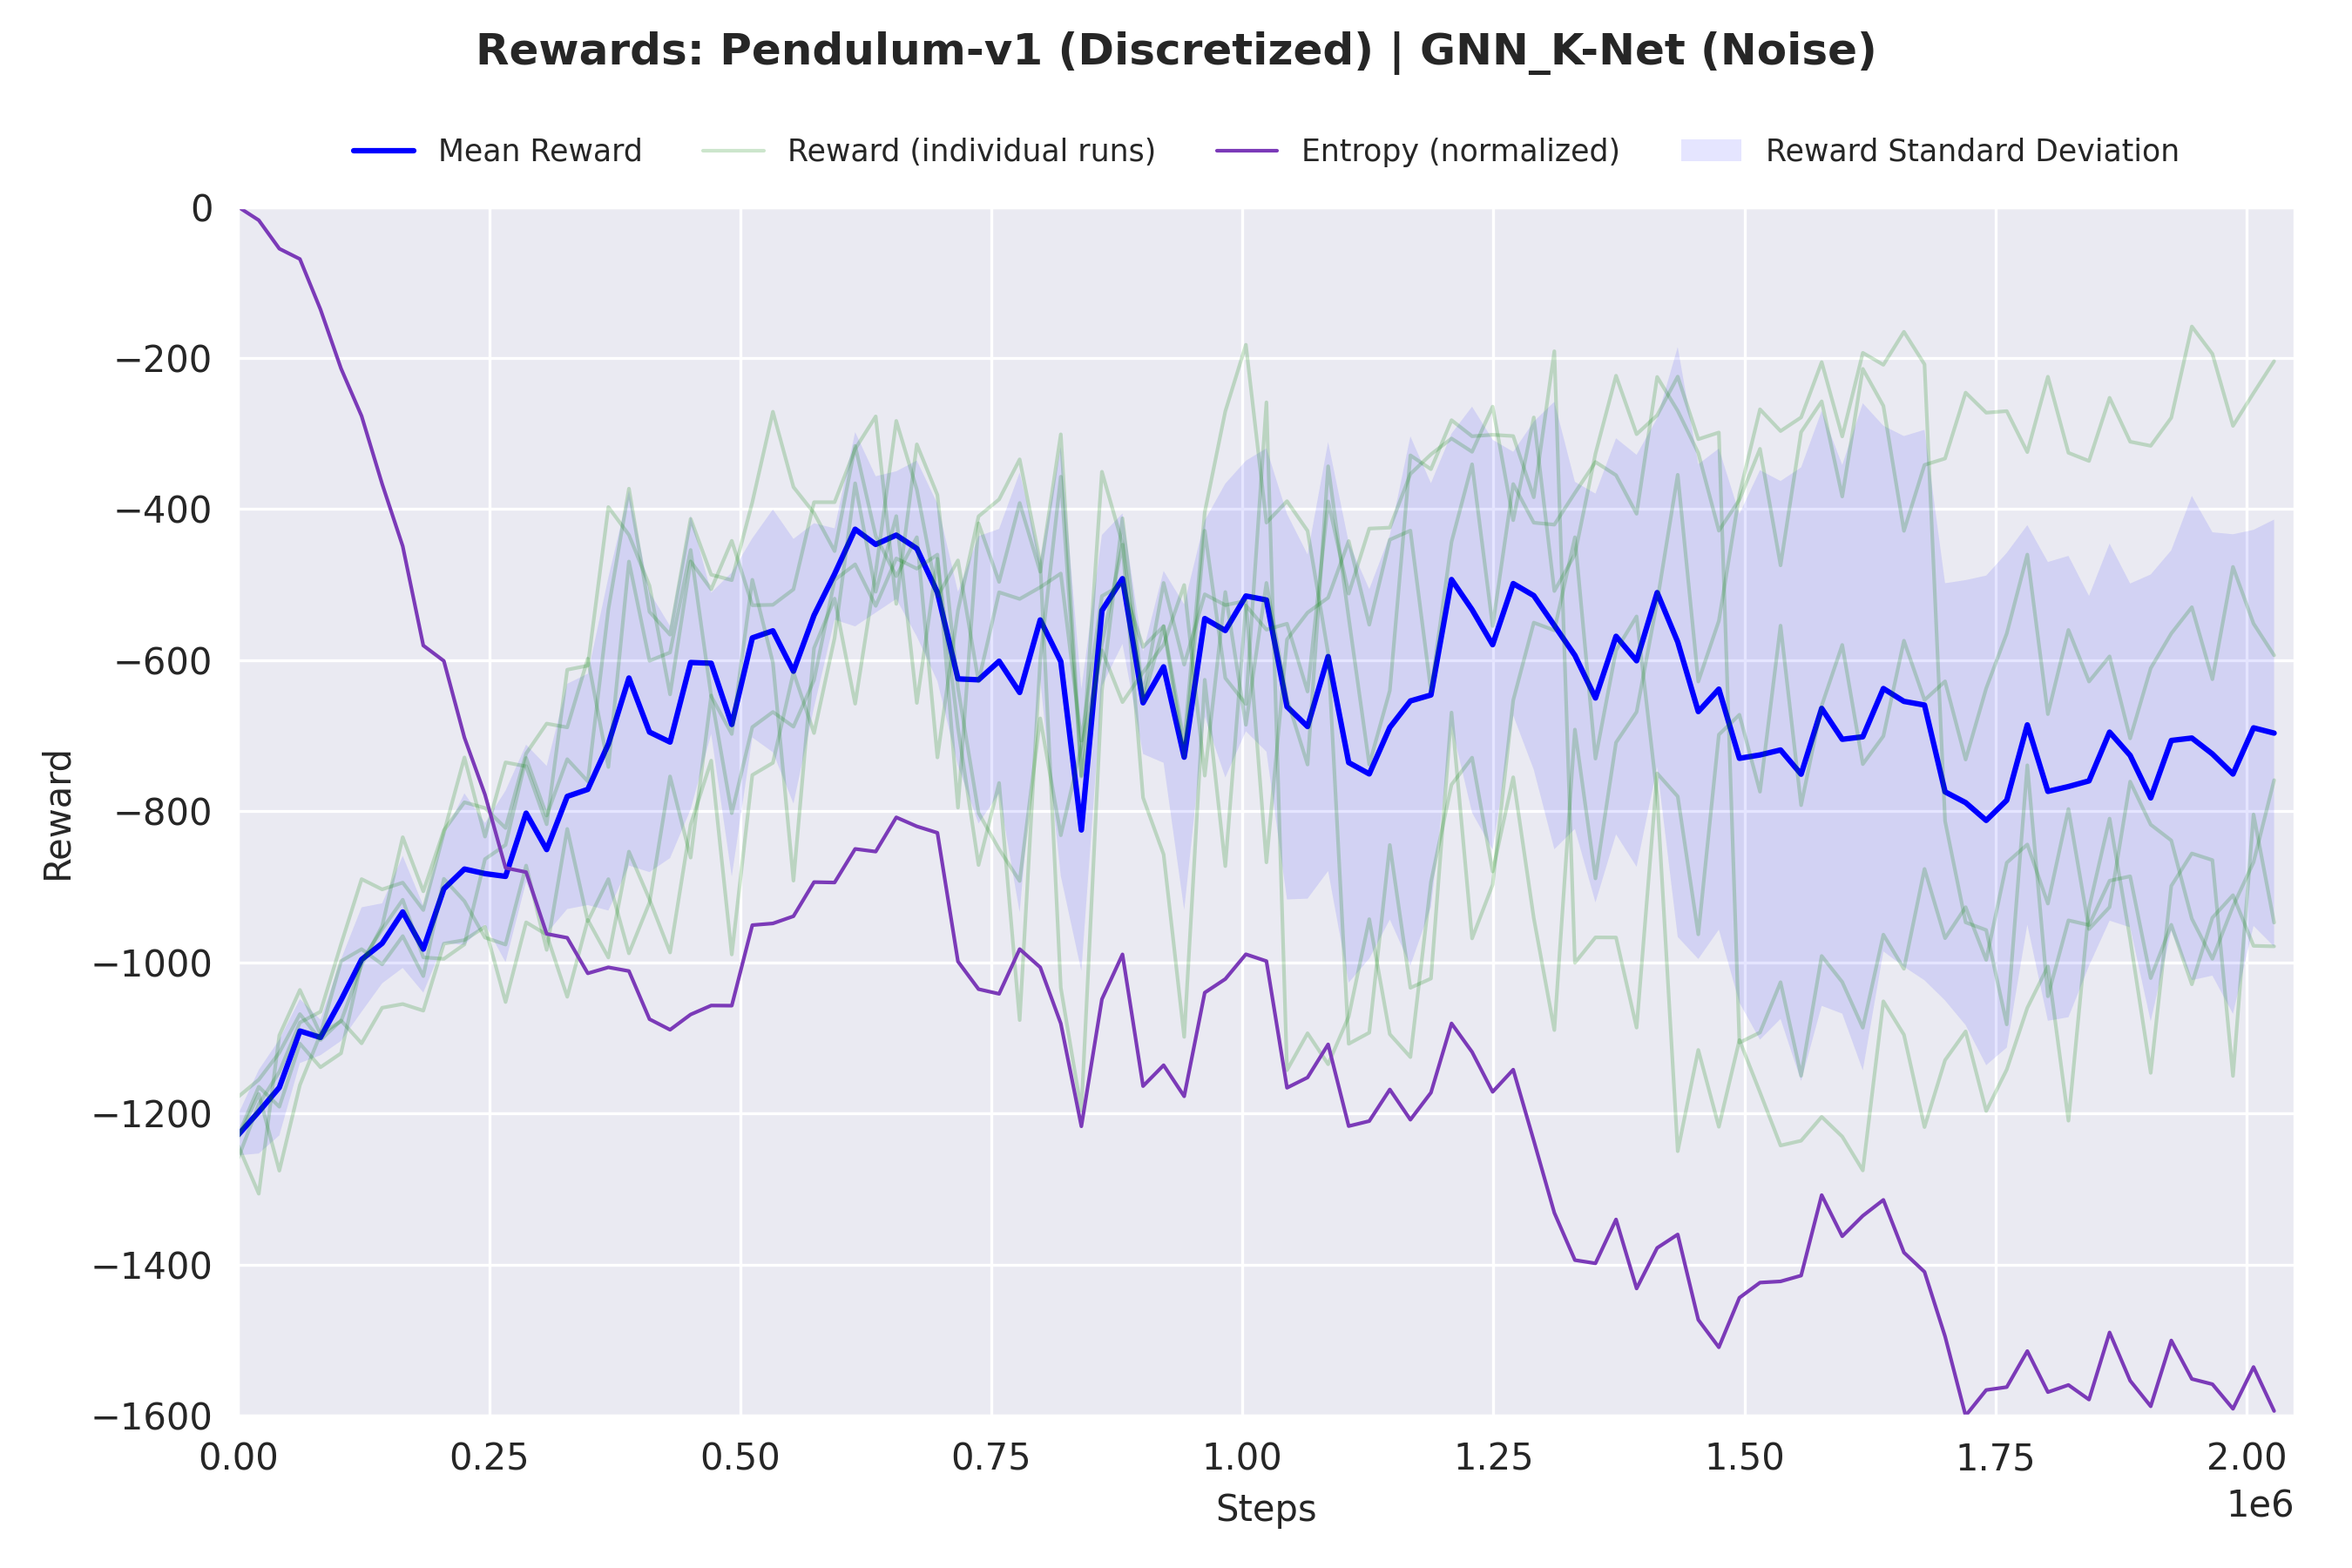 Rewards: Pendulum-v1 (Discretized) | GNN_K-Net (Noise)
Mean Reward Reward (individual runs) Entropy (normalized) Reward Standard Deviation
0
−200
−400
−600
−800
−1000
−1200
−1400
−1600
Reward
0.00 0.25 0.50 0.75 1.00 1.25 1.50 1.75 2.00
Steps
1e6